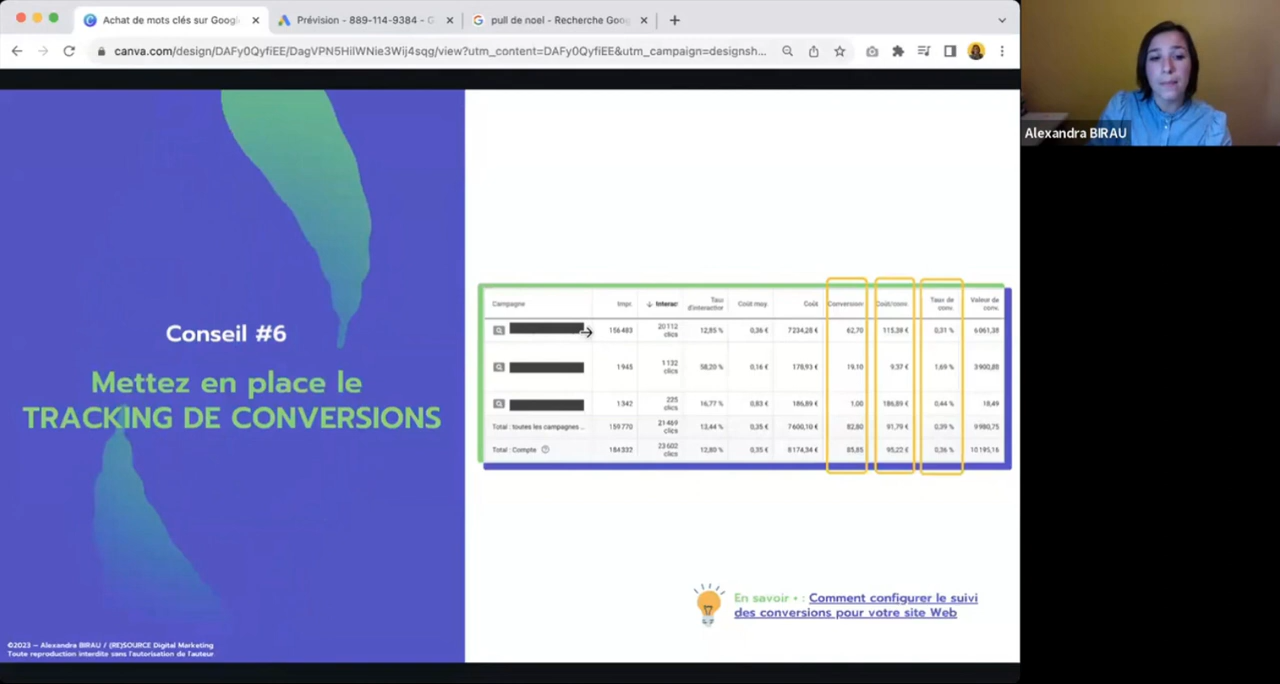 Achat de mots clés sur Googl
Prévision - 889-114-9384 - G
pull de noel - Recherche Goog
canva.com/design/DAFy0QyfiEE/DagVPN5HilWNie3Wij4sqg/view?utm_content=DAFy0QyfiEE&utm_campaign=designsh...
Alexandra BIRAU
Conseil #6
Mettez en place le
TRACKING DE CONVERSIONS
Campagne Impr. ↓ Interac Taux d'interaction Coût moy Coût Conversions Coût/conv. Taux de conv. Valeur de conv.
156 483 20 112 clics 12,85 % 0,36 € 7 234,28 € 62,70 115,38 € 0,31 % 6 061,38
1 945 1 132 clics 58,20 % 0,16 € 178,93 € 19,10 9,37 € 1,69 % 3 900,88
1 342 225 clics 16,77 % 0,83 € 186,89 € 1,00 186,89 € 0,44 % 18,49
Total : toutes les campagnes ... 159 770 21 469 clics 13,44 % 0,35 € 7 600,10 € 82,80 91,79 € 0,39 % 9 980,75
Total : Compte 184 332 23 602 clics 12,80 % 0,35 € 8 174,34 € 85,85 95,22 € 0,36 % 10 195,16
En savoir + : Comment configurer le suivi
des conversions pour votre site Web
©2023 – Alexandra BIRAU / (RE)SOURCE Digital Marketing
Toute reproduction interdite sans l'autorisation de l'auteur